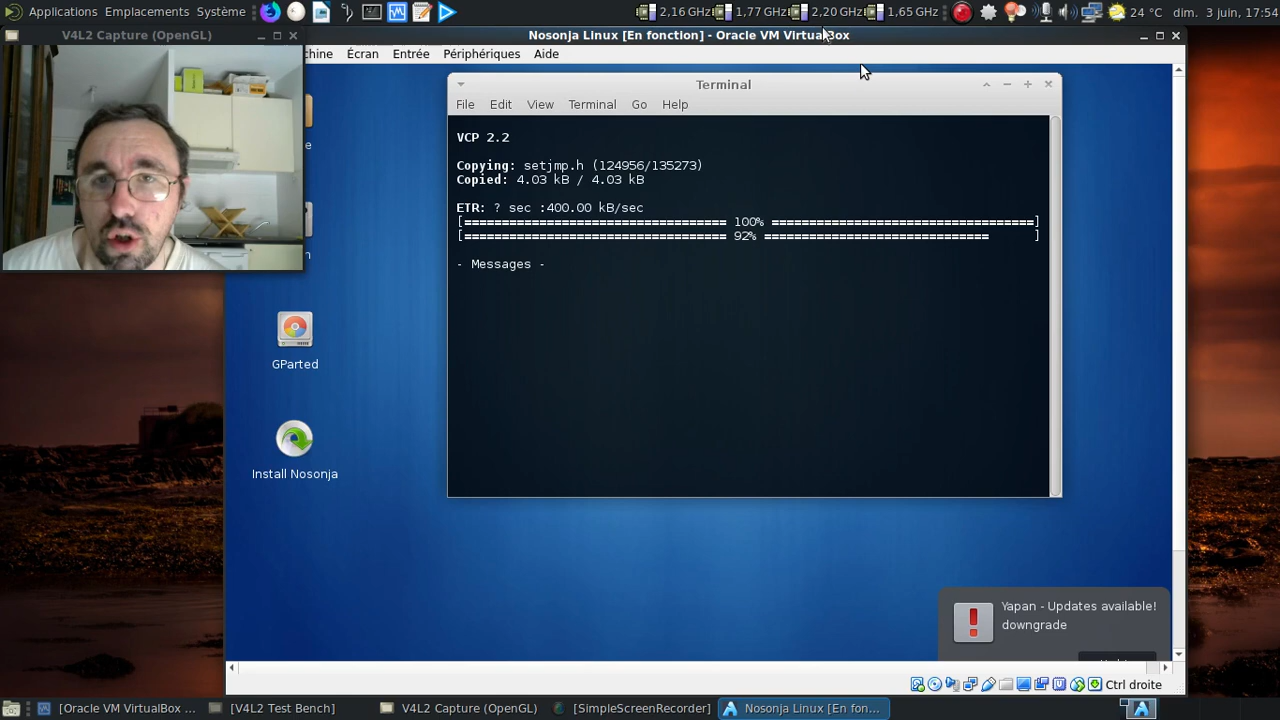 Applications Emplacements Système 2,16 GHz 1,77 GHz 2,20 GHz 1,65 GHz 24 °C dim. 3 juin, 17:54
V4L2 Capture (OpenGL)
Nosonja Linux [En fonction] - Oracle VM VirtualBox
chine Écran Entrée Périphériques Aide
Terminal
File Edit View Terminal Go Help
VCP 2.2
Copying: setjmp.h (124956/135273)
Copied: 4.03 kB / 4.03 kB
ETR: ? sec :400.00 kB/sec
[=================================== 100% ===================================]
[=================================== 92% ============================== ]
- Messages -
GParted
Install Nosonja
Yapan - Updates available!
downgrade
Ctrl droite
[Oracle VM VirtualBox ... [V4L2 Test Bench] V4L2 Capture (OpenGL) [SimpleScreenRecorder] Nosonja Linux [En fon...